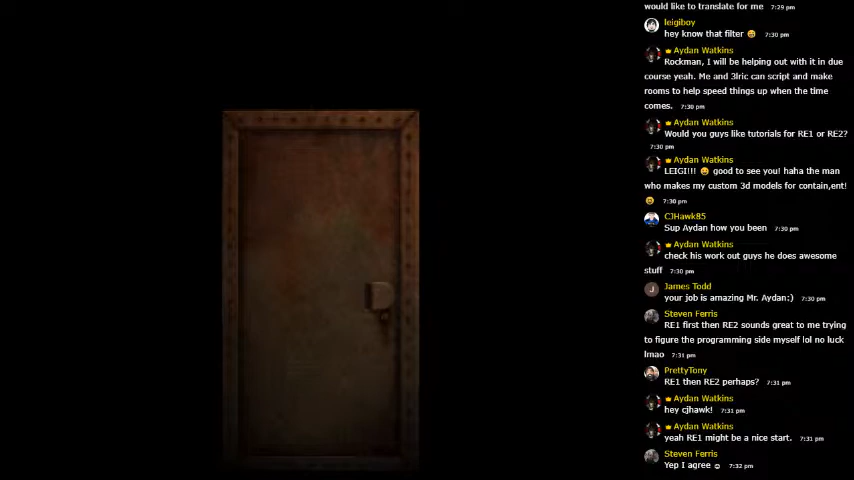 would like to translate for me 7:29 pm
leigiboy
hey know that filter 7:30 pm
Aydan Watkins
Rockman, I will be helping out with it in due
course yeah. Me and 3lric can script and make
rooms to help speed things up when the time
comes. 7:30 pm
Aydan Watkins
Would you guys like tutorials for RE1 or RE2?
7:30 pm
Aydan Watkins
LEIGI!!! good to see you! haha the man
who makes my custom 3d models for contain,ent!
7:30 pm
CJHawk85
Sup Aydan how you been 7:30 pm
Aydan Watkins
check his work out guys he does awesome
stuff 7:30 pm
J
James Todd
your job is amazing Mr. Aydan:) 7:30 pm
Steven Ferris
RE1 first then RE2 sounds great to me trying
to figure the programming side myself lol no luck
lmao 7:31 pm
PrettyTony
RE1 then RE2 perhaps? 7:31 pm
Aydan Watkins
hey cjhawk! 7:31 pm
Aydan Watkins
yeah RE1 might be a nice start. 7:31 pm
Steven Ferris
Yep I agree 7:32 pm